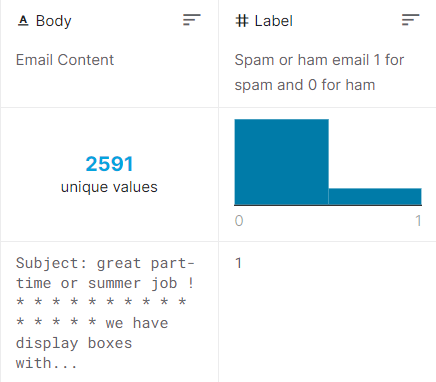 Body
Label
Email Content
Spam or ham email 1 for
spam and 0 for ham
2591
unique values
0 1
Subject: great part-
time or summer job !
* * * * * * * * * *
* * * * * we have
display boxes
with...
1